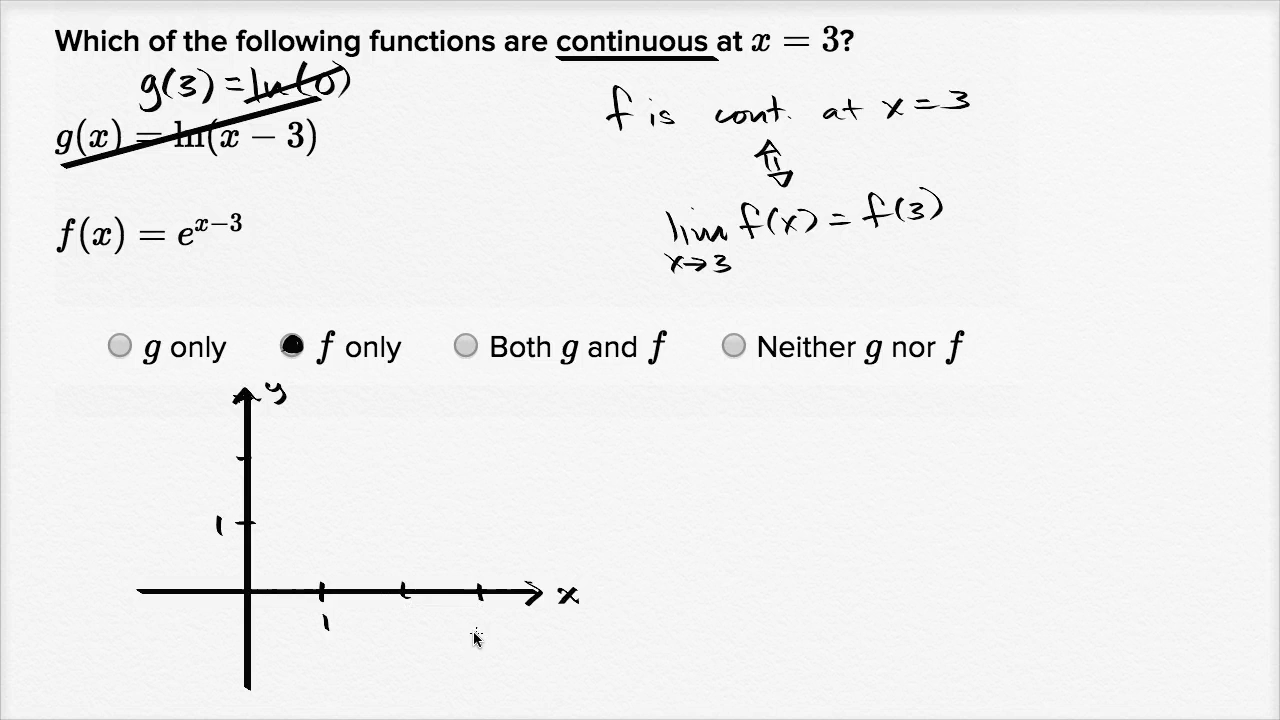 Which of the following functions are continuous at x = 3?
g(3) = ln(0)
g(x) = ln(x − 3)
f is cont. at x = 3
⇕
lim f(x) = f(3)
x→3
f(x) = e^{x−3}
g only f only Both g and f Neither g nor f
y
1
x
1